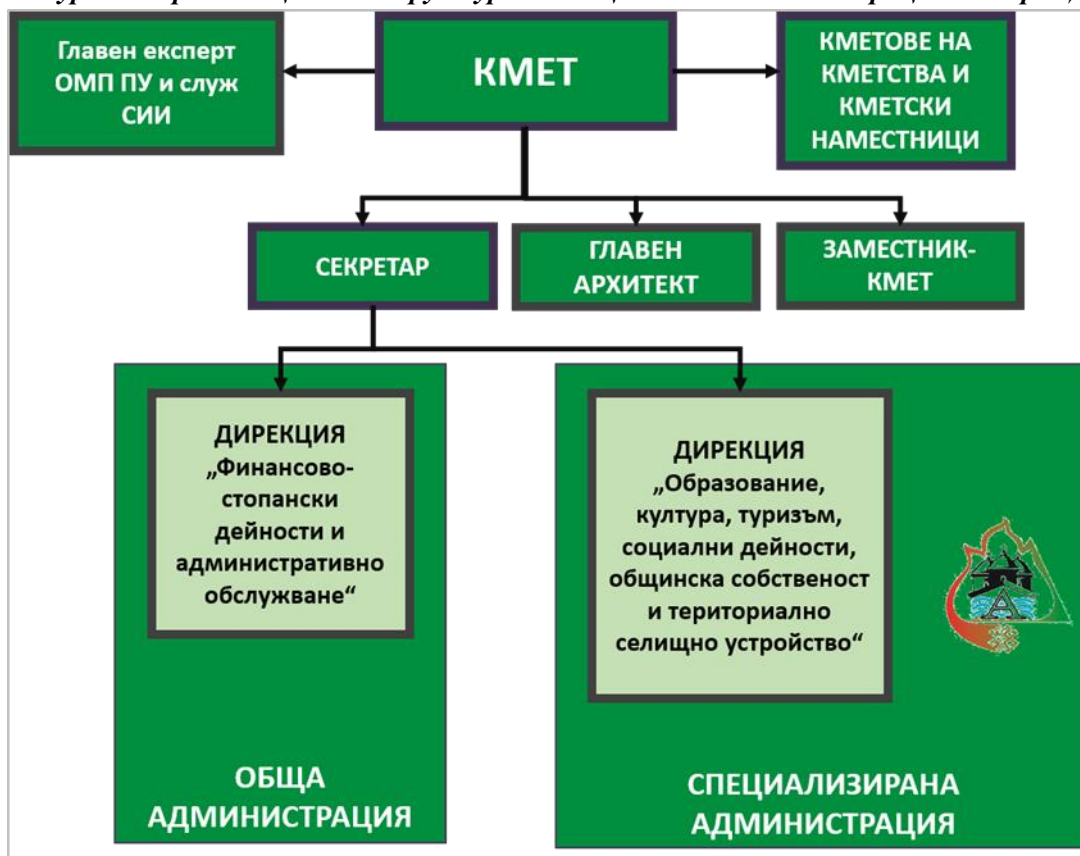 Главен експерт
ОМП ПУ и служ
СИИ
КМЕТ
КМЕТОВЕ НА
КМЕТСТВА И
КМЕТСКИ
НАМЕСТНИЦИ
СЕКРЕТАР
ГЛАВЕН
АРХИТЕКТ
ЗАМЕСТНИК-
КМЕТ
ДИРЕКЦИЯ
„Финансово-
стопански
дейности и
административно
обслужване“
ДИРЕКЦИЯ
„Образование,
култура, туризъм,
социални дейности,
общинска собственост
и териториално
селищно устройство“
А
ОБЩА
АДМИНИСТРАЦИЯ
СПЕЦИАЛИЗИРАНА
АДМИНИСТРАЦИЯ